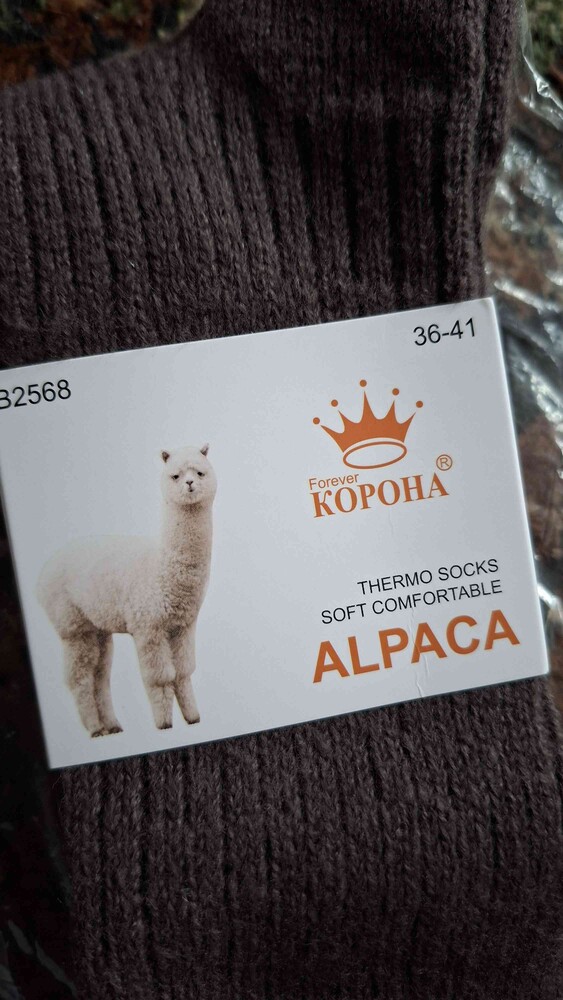 B2568
36-41
Forever
КОРОНА®
THERMO SOCKS
SOFT COMFORTABLE
ALPACA